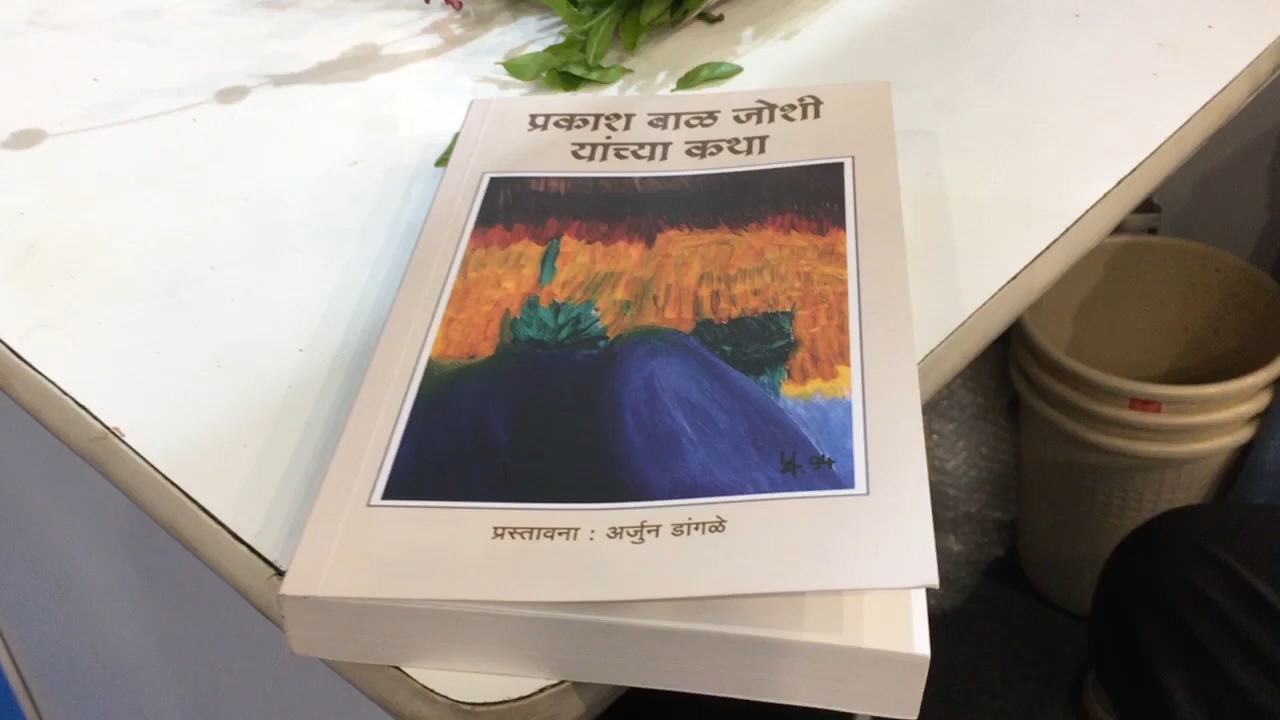 प्रकाश बाळ जोशी
यांच्या कथा
प्रस्तावना : अर्जुन डांगळे